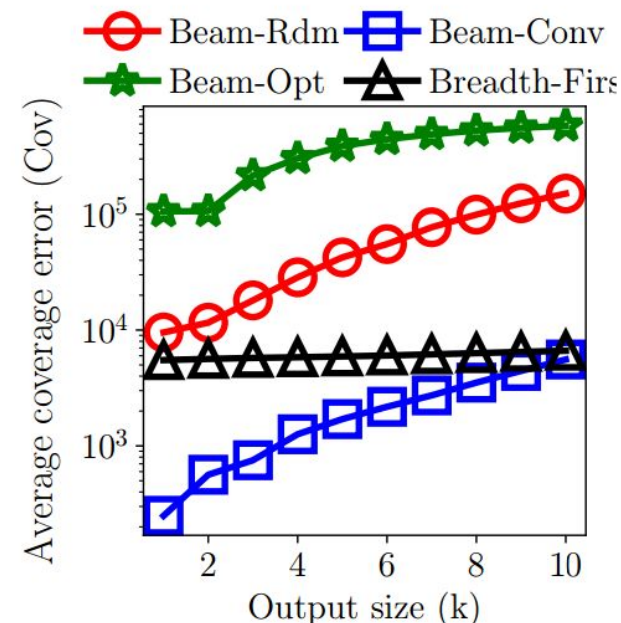 Beam-Rdm Beam-Conv
Beam-Opt Breadth-Firs
Average coverage error (Cov)
10^5
10^4
10^3
2 4 6 8 10
Output size (k)